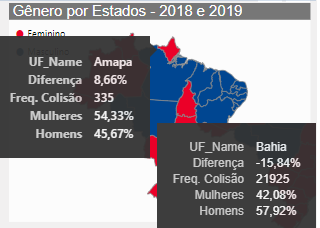 Gênero por Estados - 2018 e 2019
Feminino
Masculino
UF_Name Amapa
Diferença 8,66%
Freq. Colisão 335
Mulheres 54,33%
Homens 45,67%
UF_Name Bahia
Diferença -15,84%
Freq. Colisão 21925
Mulheres 42,08%
Homens 57,92%